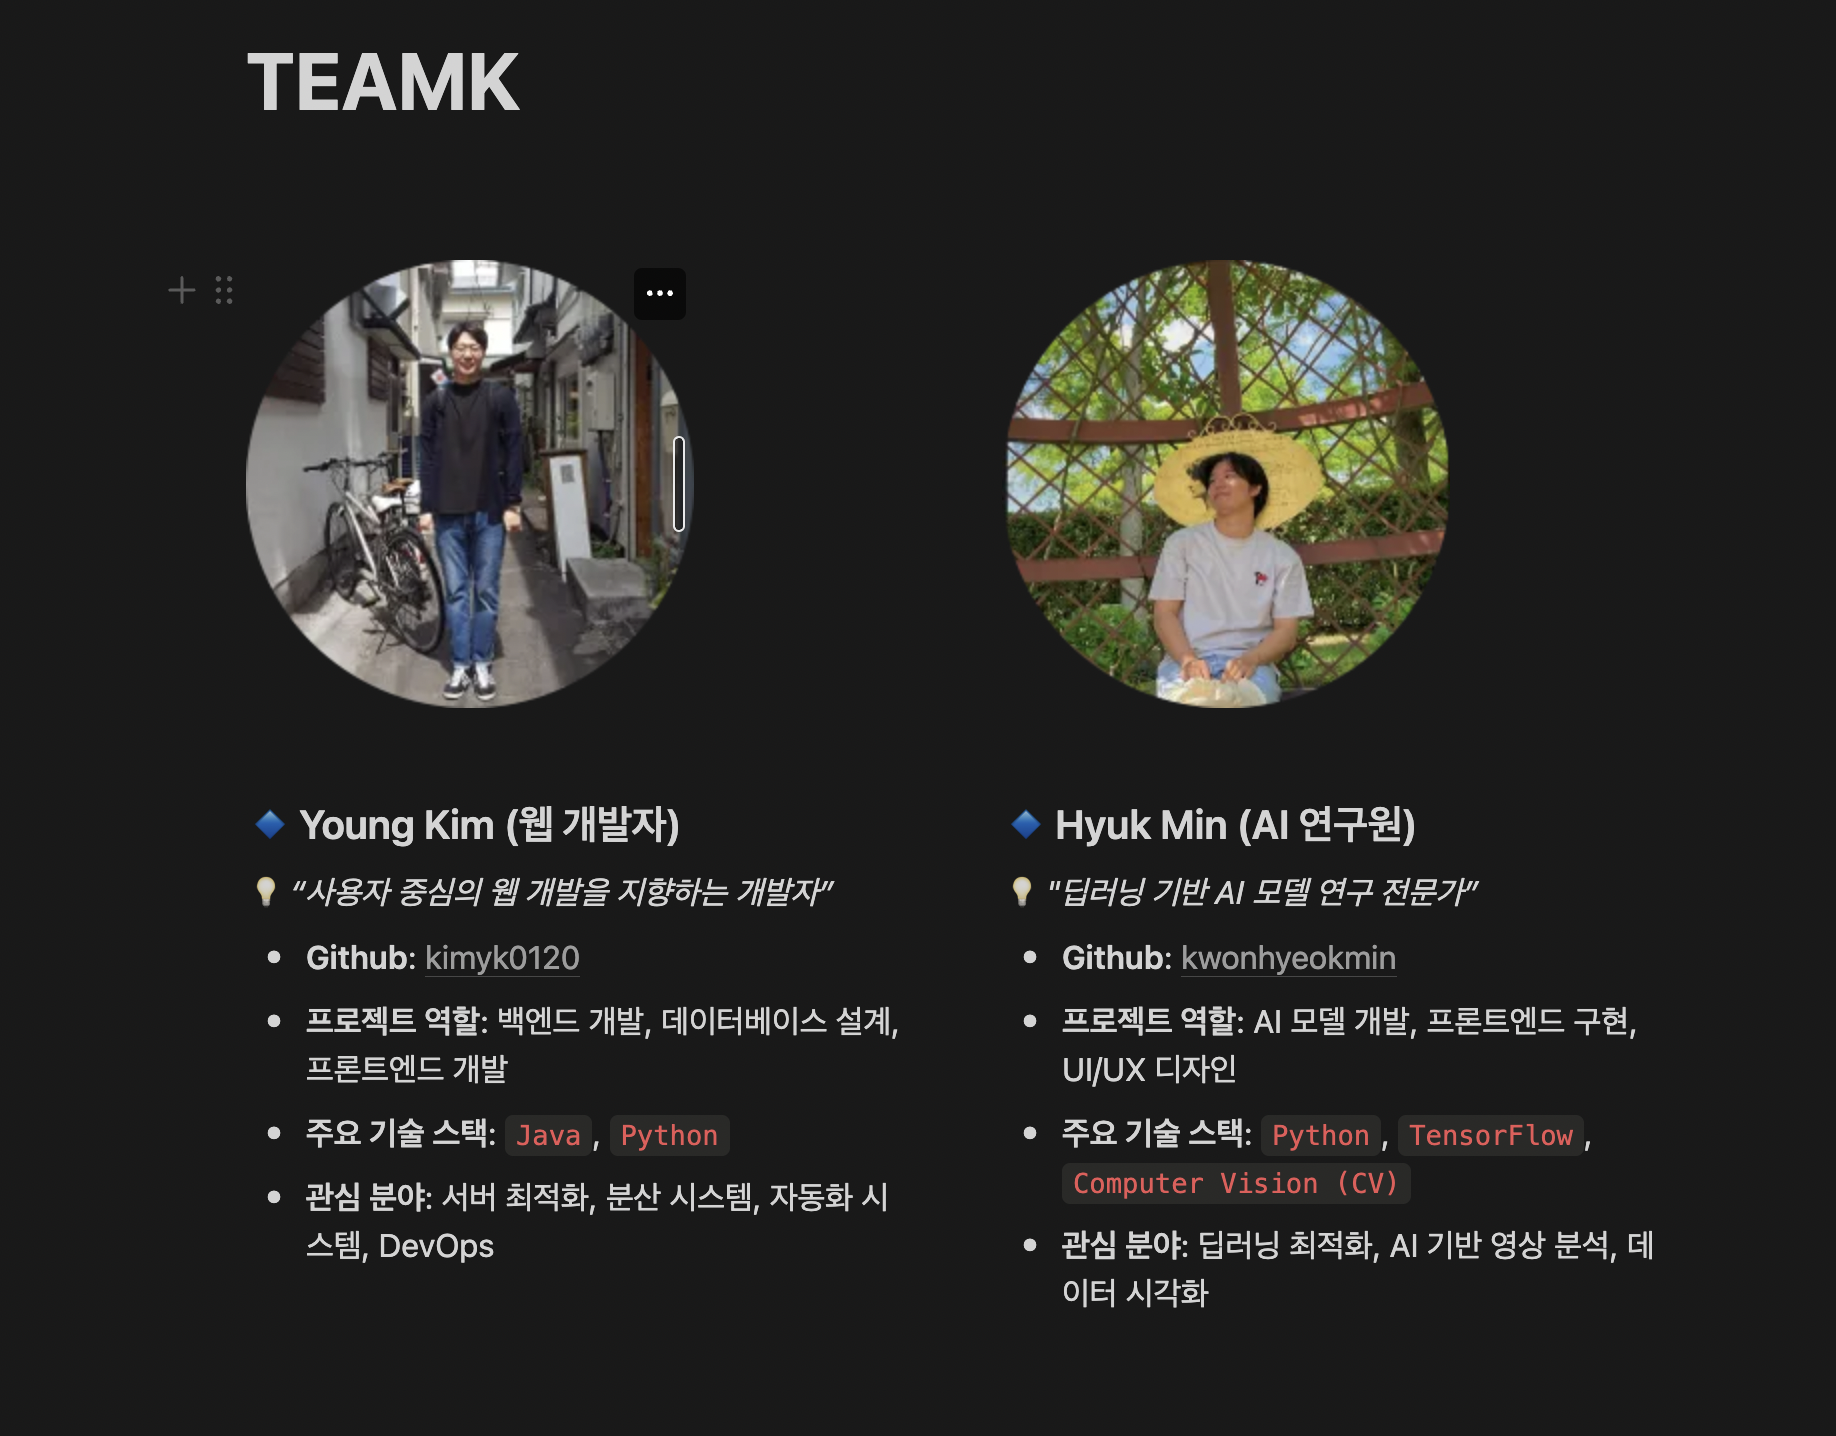 TEAMK
🔷 Young Kim (웹 개발자)
💡 “사용자 중심의 웹 개발을 지향하는 개발자”
• Github: kimyk0120
• 프로젝트 역할: 백엔드 개발, 데이터베이스 설계,
프론트엔드 개발
• 주요 기술 스택: Java, Python
• 관심 분야: 서버 최적화, 분산 시스템, 자동화 시
스템, DevOps
🔷 Hyuk Min (AI 연구원)
💡 "딥러닝 기반 AI 모델 연구 전문가”
• Github: kwonhyeokmin
• 프로젝트 역할: AI 모델 개발, 프론트엔드 구현,
UI/UX 디자인
• 주요 기술 스택: Python, TensorFlow,
Computer Vision (CV)
• 관심 분야: 딥러닝 최적화, AI 기반 영상 분석, 데
이터 시각화